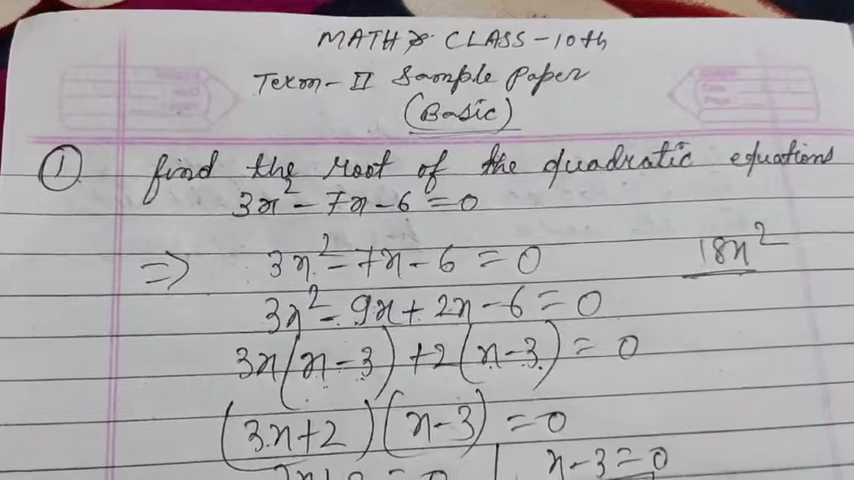 MATHS CLASS-10th
Term-II Sample Paper
(Basic)
① find the root of the quadratic equations
3x²-7x-6=0
⇒ 3x²-7x-6=0
18x²
3x²-9x+2x-6=0
3x(x-3)+2(x-3)=0
(3x+2)(x-3)=0
x-3=0